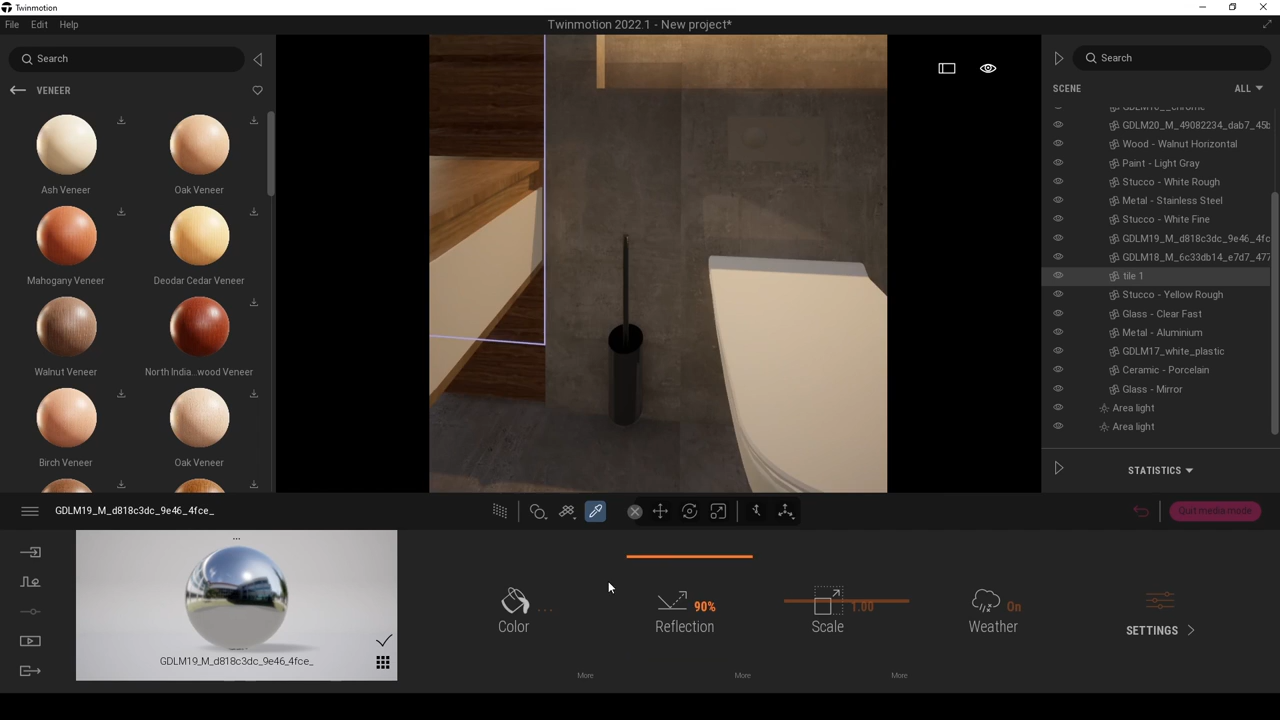 Twinmotion
File Edit Help
Twinmotion 2022.1 - New project*
Search
VENEER
Ash Veneer
Oak Veneer
Mahogany Veneer
Deodar Cedar Veneer
Walnut Veneer
North India...wood Veneer
Birch Veneer
Oak Veneer
Search
SCENE
ALL
GDLM20_M_49082234_dab7_45b
Wood - Walnut Horizontal
Paint - Light Gray
Stucco - White Rough
Metal - Stainless Steel
Stucco - White Fine
GDLM19_M_d818c3dc_9e46_4fc
GDLM18_M_6c33db14_e7d7_477
tile 1
Stucco - Yellow Rough
Glass - Clear Fast
Metal - Aluminium
GDLM17_white_plastic
Ceramic - Porcelain
Glass - Mirror
Area light
Area light
STATISTICS
GDLM19_M_d818c3dc_9e46_4fce_
Quit media mode
...
GDLM19_M_d818c3dc_9e46_4fce_
Color ...
Reflection 90%
Scale 1.00
Weather On
SETTINGS
More
More
More